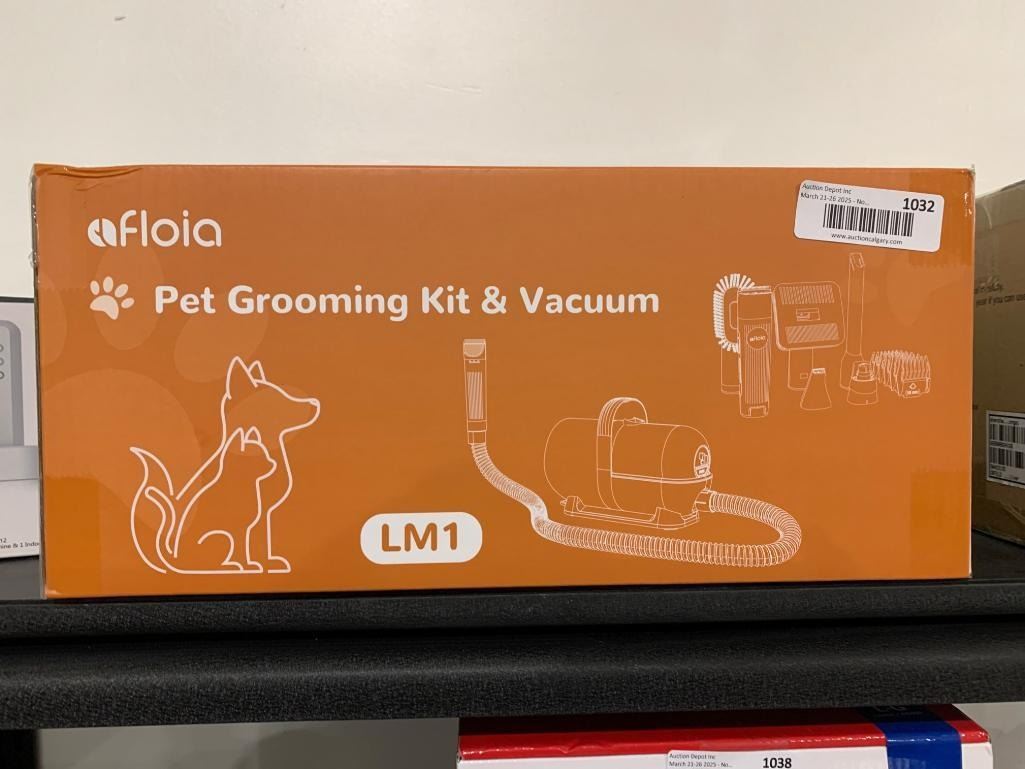 afloia
Pet Grooming Kit & Vacuum
LM1
Auction Depot Inc
March 21-26 2025 - No...
1032
www.auctioncalgary.com
afloia
Auction Depot Inc
March 21-26 2025 - No...
1038